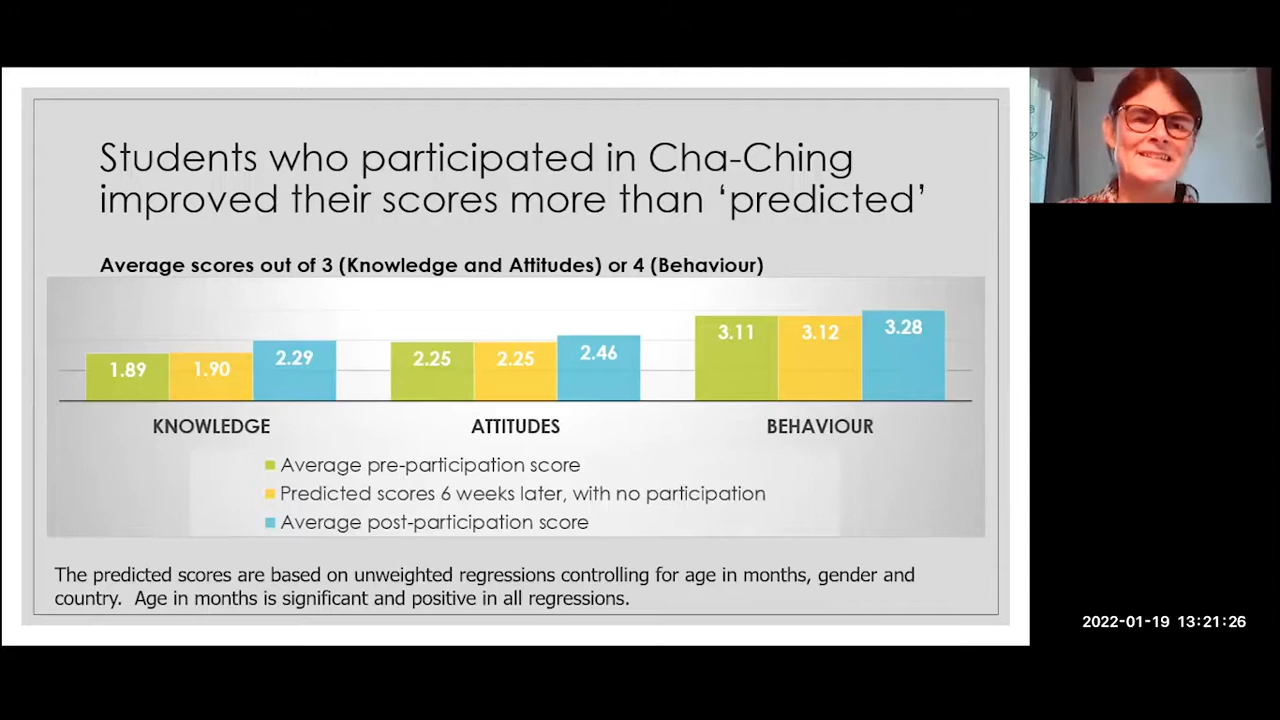 Students who participated in Cha-Ching
improved their scores more than ‘predicted’
Average scores out of 3 (Knowledge and Attitudes) or 4 (Behaviour)
1.89
1.90
2.29
2.25
2.25
2.46
3.11
3.12
3.28
KNOWLEDGE
ATTITUDES
BEHAVIOUR
Average pre-participation score
Predicted scores 6 weeks later, with no participation
Average post-participation score
The predicted scores are based on unweighted regressions controlling for age in months, gender and
country.  Age in months is significant and positive in all regressions.
2022-01-19 13:21:26